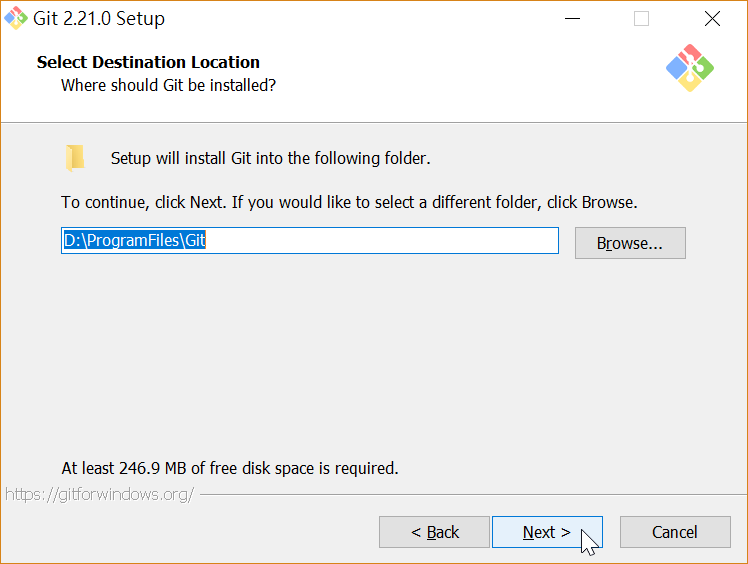 Git 2.21.0 Setup
Select Destination Location
Where should Git be installed?
Setup will install Git into the following folder.
To continue, click Next. If you would like to select a different folder, click Browse.
D:\ProgramFiles\Git
Browse...
At least 246.9 MB of free disk space is required.
https://gitforwindows.org/
< Back
Next >
Cancel